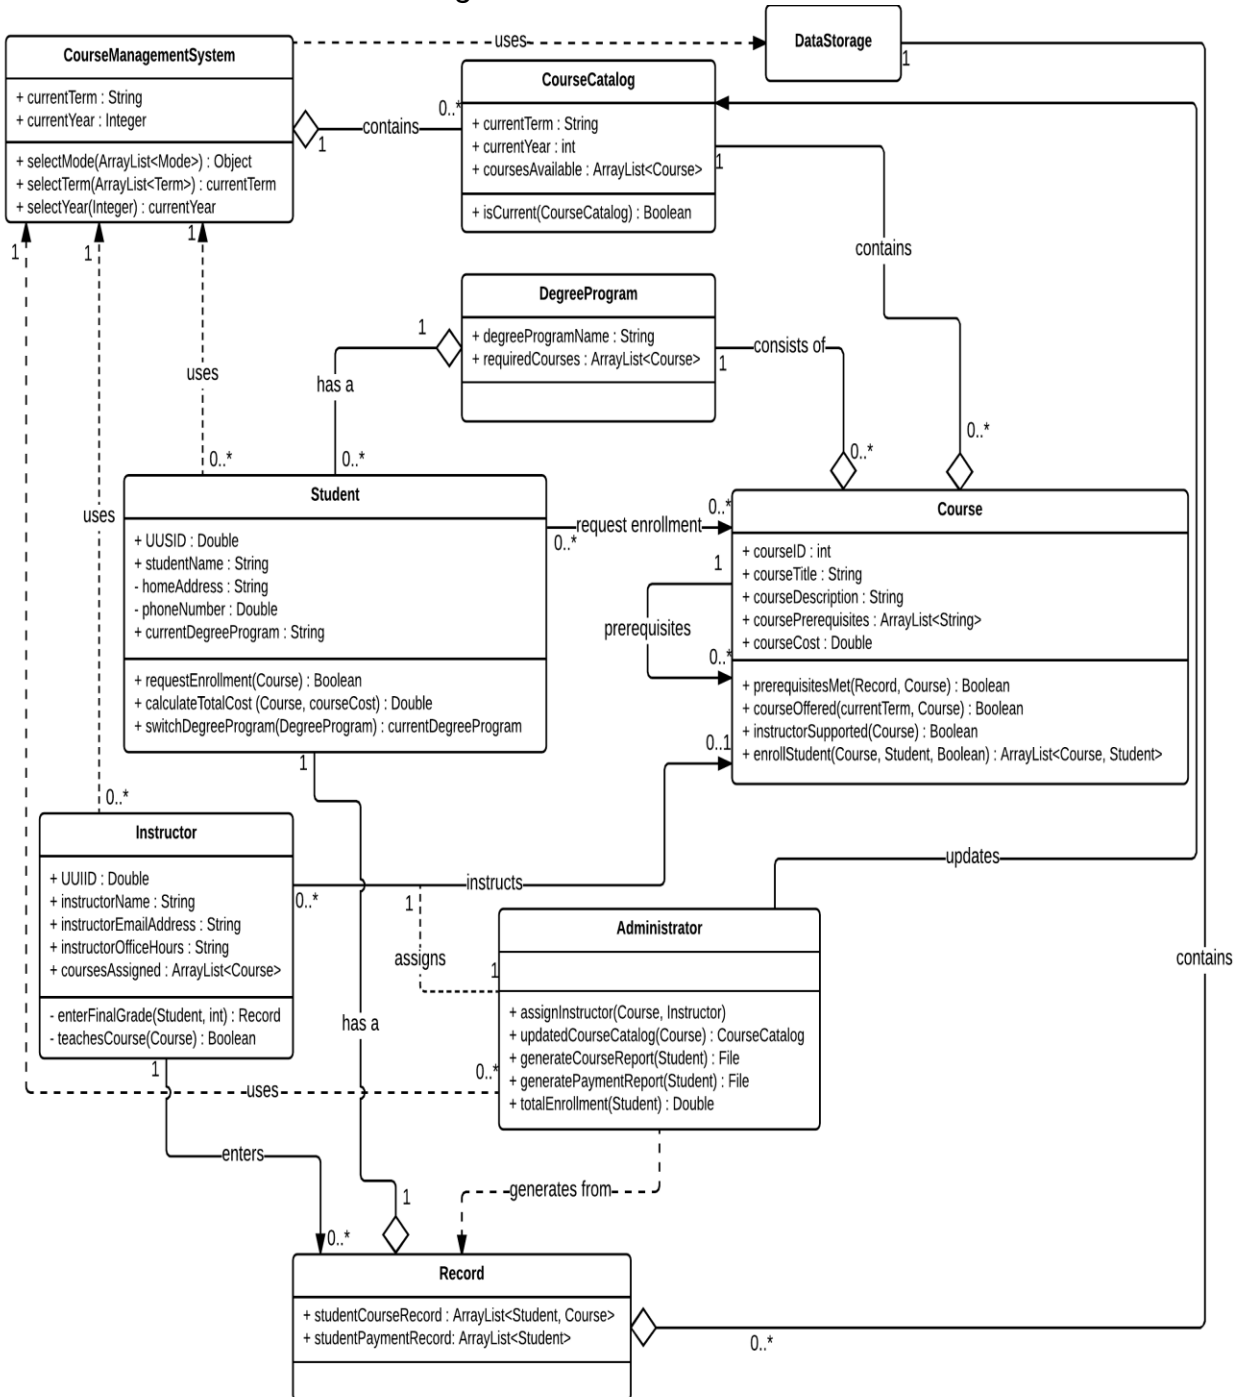 uses
DataStorage
1
CourseManagementSystem
+ currentTerm : String
+ currentYear : Integer
+ selectMode(ArrayList<Mode>) : Object
+ selectTerm(ArrayList<Term>) : currentTerm
+ selectYear(Integer) : currentYear
1
contains
0..*
CourseCatalog
+ currentTerm : String
+ currentYear : int
+ coursesAvailable : ArrayList<Course>
+ isCurrent(CourseCatalog) : Boolean
1
contains
0..*
1
1
1
DegreeProgram
+ degreeProgramName : String
+ requiredCourses : ArrayList<Course>
1
consists of
0..*
1
has a
0..*
uses
0..*
uses
0..*
Student
+ UUSID : Double
+ studentName : String
- homeAddress : String
- phoneNumber : Double
+ currentDegreeProgram : String
+ requestEnrollment(Course) : Boolean
+ calculateTotalCost (Course, courseCost) : Double
+ switchDegreeProgram(DegreeProgram) : currentDegreeProgram
1
request enrollment
0..*
0..*
Course
+ courseID : int
+ courseTitle : String
+ courseDescription : String
+ coursePrerequisites : ArrayList<String>
+ courseCost : Double
+ prerequisitesMet(Record, Course) : Boolean
+ courseOffered(currentTerm, Course) : Boolean
+ instructorSupported(Course) : Boolean
+ enrollStudent(Course, Student, Boolean) : ArrayList<Course, Student>
1
prerequisites
0..*
0..1
Instructor
+ UUIID : Double
+ instructorName : String
+ instructorEmailAddress : String
+ instructorOfficeHours : String
+ coursesAssigned : ArrayList<Course>
- enterFinalGrade(Student, int) : Record
- teachesCourse(Course) : Boolean
0..*
instructs
1
assigns
1
updates
Administrator
+ assignInstructor(Course, Instructor)
+ updatedCourseCatalog(Course) : CourseCatalog
+ generateCourseReport(Student) : File
+ generatePaymentReport(Student) : File
+ totalEnrollment(Student) : Double
contains
has a
0..*
uses
1
enters
0..*
1
generates from
Record
+ studentCourseRecord : ArrayList<Student, Course>
+ studentPaymentRecord: ArrayList<Student>
0..*